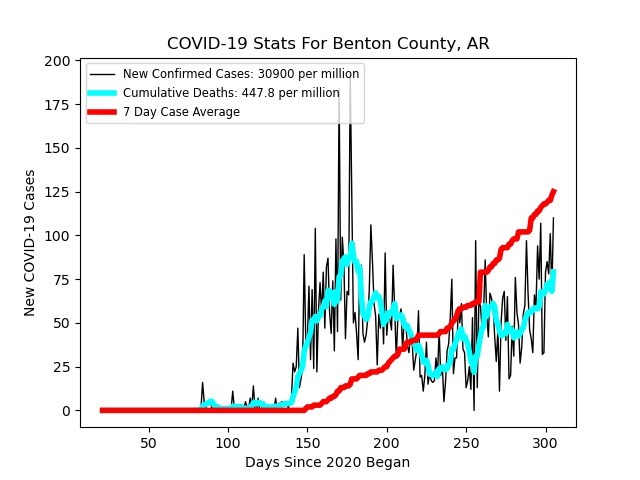 COVID-19 Stats For Benton County, AR
New Confirmed Cases: 30900 per million
Cumulative Deaths: 447.8 per million
7 Day Case Average
200
175
150
125
100
75
50
25
0
New COVID-19 Cases
50 100 150 200 250 300
Days Since 2020 Began